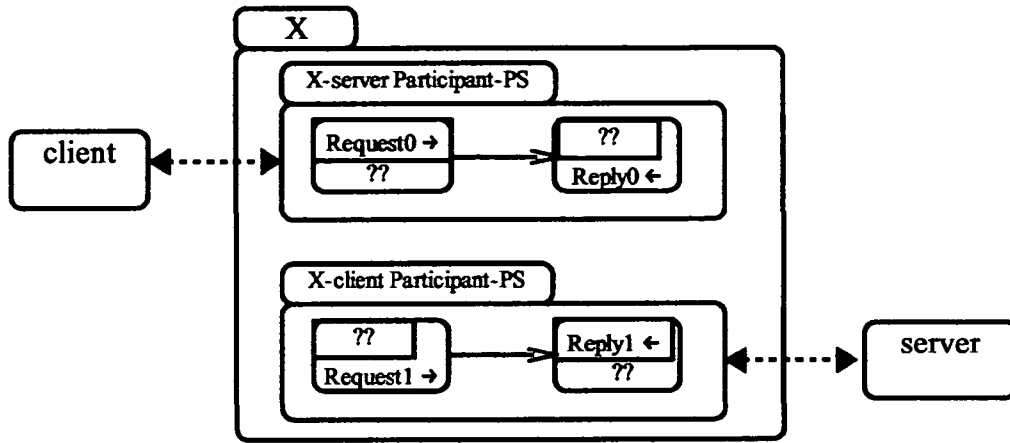 X
X-server Participant-PS
client
Request0 →
??
??
Reply0 ←
X-client Participant-PS
??
Request1 →
Reply1 ←
??
server